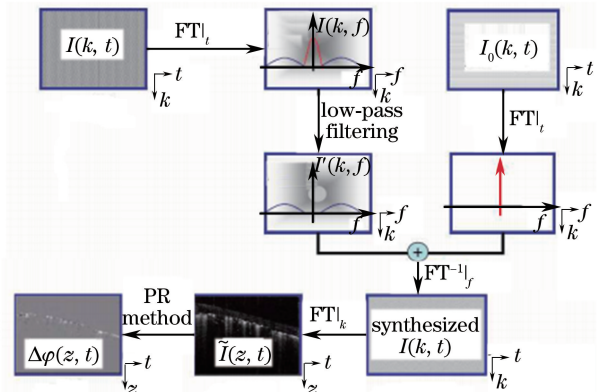 I(k, t)
t
k
FT|t
I(k, f)
f
f
k
I₀(k, t)
t
k
low-pass
filtering
FT|t
I′(k, f)
f
f
k
f
f
k
+
FT⁻¹|f
Δφ(z, t)
t
z
PR
method
Ĩ(z, t)
t
z
FT|k
synthesized
I(k, t)
t
k